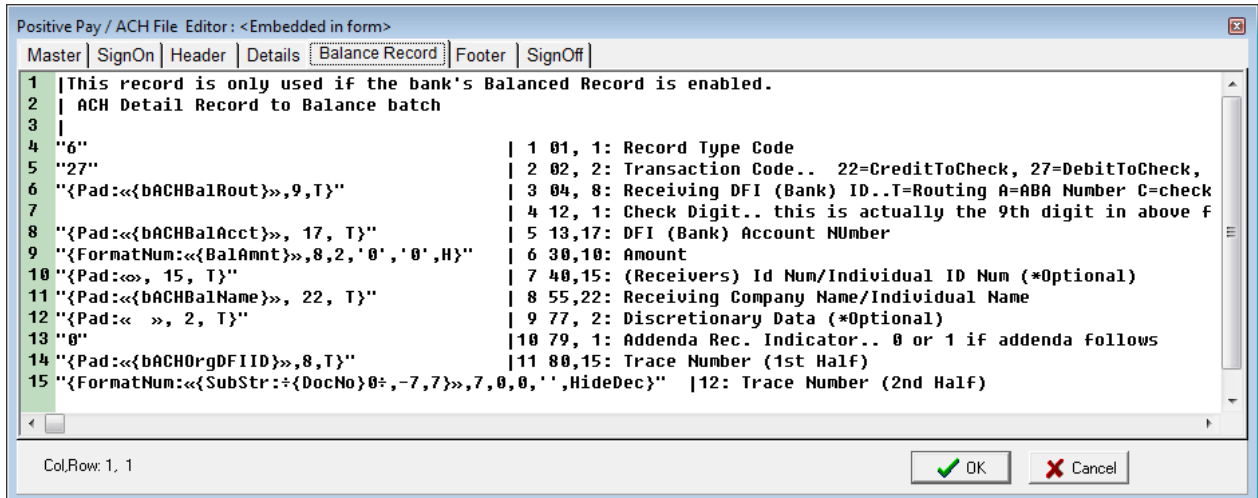 Positive Pay / ACH File Editor : <Embedded in form>
Master SignOn Header Details Balance Record Footer SignOff
1 |This record is only used if the bank's Balanced Record is enabled.
2 | ACH Detail Record to Balance batch
3 |
4 "6" | 1 01, 1: Record Type Code
5 "27" | 2 02, 2: Transaction Code.. 22=CreditToCheck, 27=DebitToCheck,
6 "{Pad:«{bACHBalRout}»,9,T}" | 3 04, 8: Receiving DFI (Bank) ID..T=Routing A=ABA Number C=check
7 | 4 12, 1: Check Digit.. this is actually the 9th digit in above f
8 "{Pad:«{bACHBalAcct}», 17, T}" | 5 13,17: DFI (Bank) Account NUmber
9 "{FormatNum:«{BalAmnt}»,8,2,'0','0',H}" | 6 30,10: Amount
10 "{Pad:«», 15, T}" | 7 40,15: (Receivers) Id Num/Individual ID Num (*Optional)
11 "{Pad:«{bACHBalName}», 22, T}" | 8 55,22: Receiving Company Name/Individual Name
12 "{Pad:«  », 2, T}" | 9 77, 2: Discretionary Data (*Optional)
13 "0" |10 79, 1: Addenda Rec. Indicator.. 0 or 1 if addenda follows
14 "{Pad:«{bACHOrgDFIID}»,8,T}" |11 80,15: Trace Number (1st Half)
15 "{FormatNum:«{SubStr:÷{DocNo}0÷,-7,7}»,7,0,0,'',HideDec}" |12: Trace Number (2nd Half)
Col,Row: 1, 1
OK Cancel